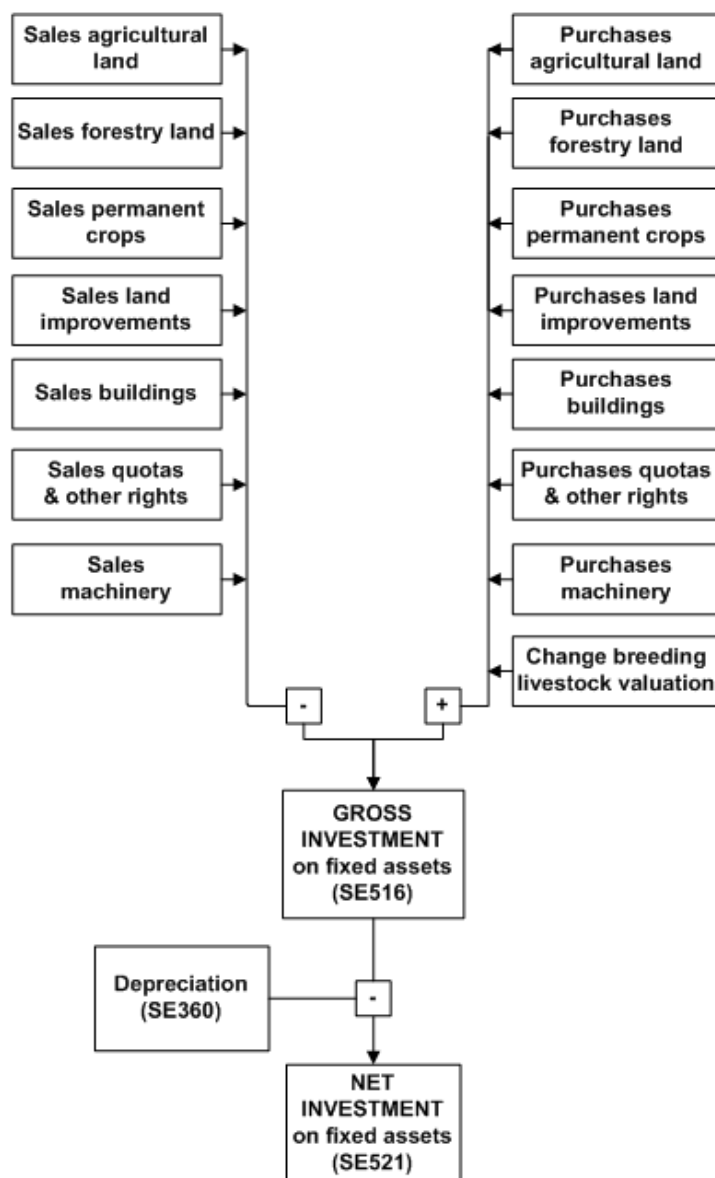 Sales agricultural
land
Purchases
agricultural land
Sales forestry land
Purchases
forestry land
Sales permanent
crops
Purchases
permanent crops
Sales land
improvements
Purchases land
improvements
Sales buildings
Purchases
buildings
Sales quotas
& other rights
Purchases quotas
& other rights
Sales
machinery
Purchases
machinery
Change breeding
livestock valuation
-
+
GROSS
INVESTMENT
on fixed assets
(SE516)
Depreciation
(SE360)
-
NET
INVESTMENT
on fixed assets
(SE521)